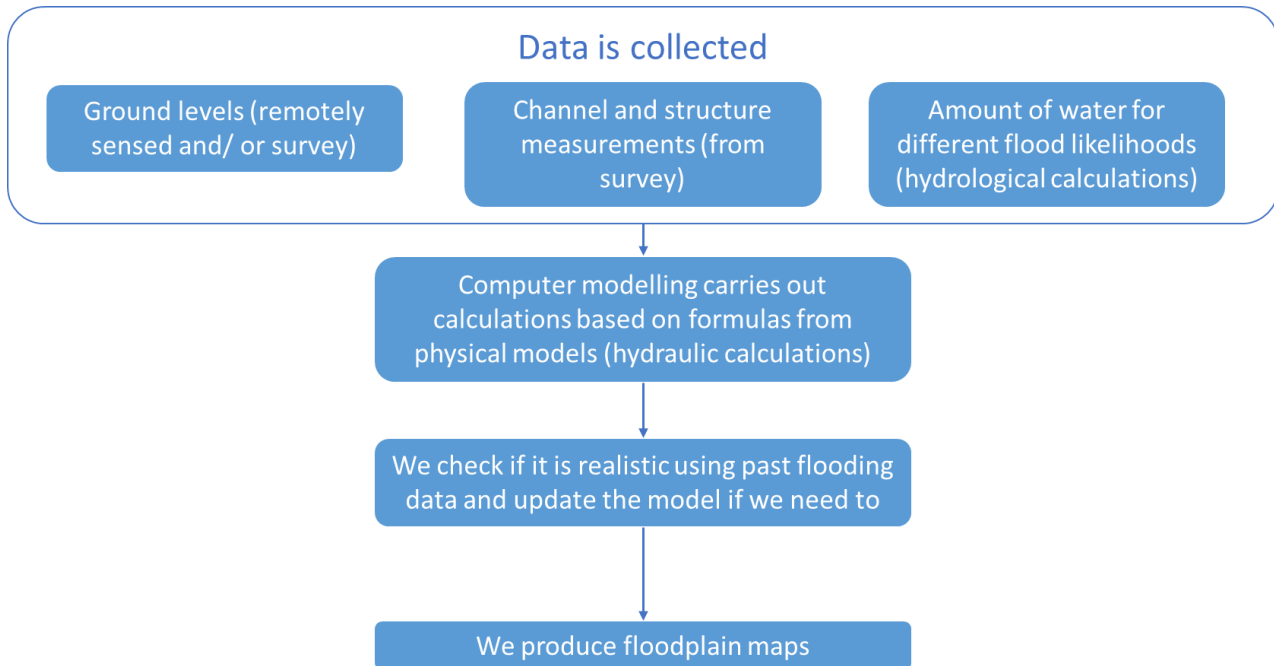 Data is collected
Ground levels (remotely
sensed and/ or survey)
Channel and structure
measurements (from
survey)
Amount of water for
different flood likelihoods
(hydrological calculations)
Computer modelling carries out
calculations based on formulas from
physical models (hydraulic calculations)
We check if it is realistic using past flooding
data and update the model if we need to
We produce floodplain maps